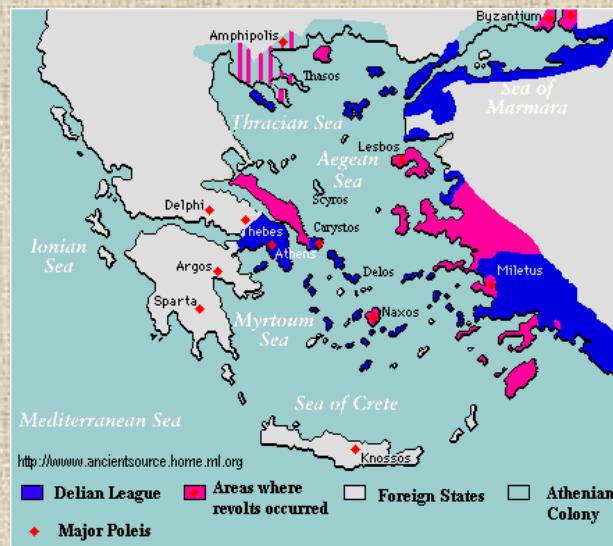 Byzantium
Amphipolis
Sea of
Marmara
Thasos
Thracian Sea
Lesbos
Aegean
Sea
Scyros
Delphi
Carystos
Thebes
Ionian
Sea
Athens
Delos
Argos
Miletus
Sparta
Myrtoum
Sea
Naxos
Sea of Crete
Mediterranean Sea
Knossos
http://www.ancientsource.home.ml.org
Delian League
Areas where
revolts occurred
Foreign States
Athenian
Colony
Major Poleis